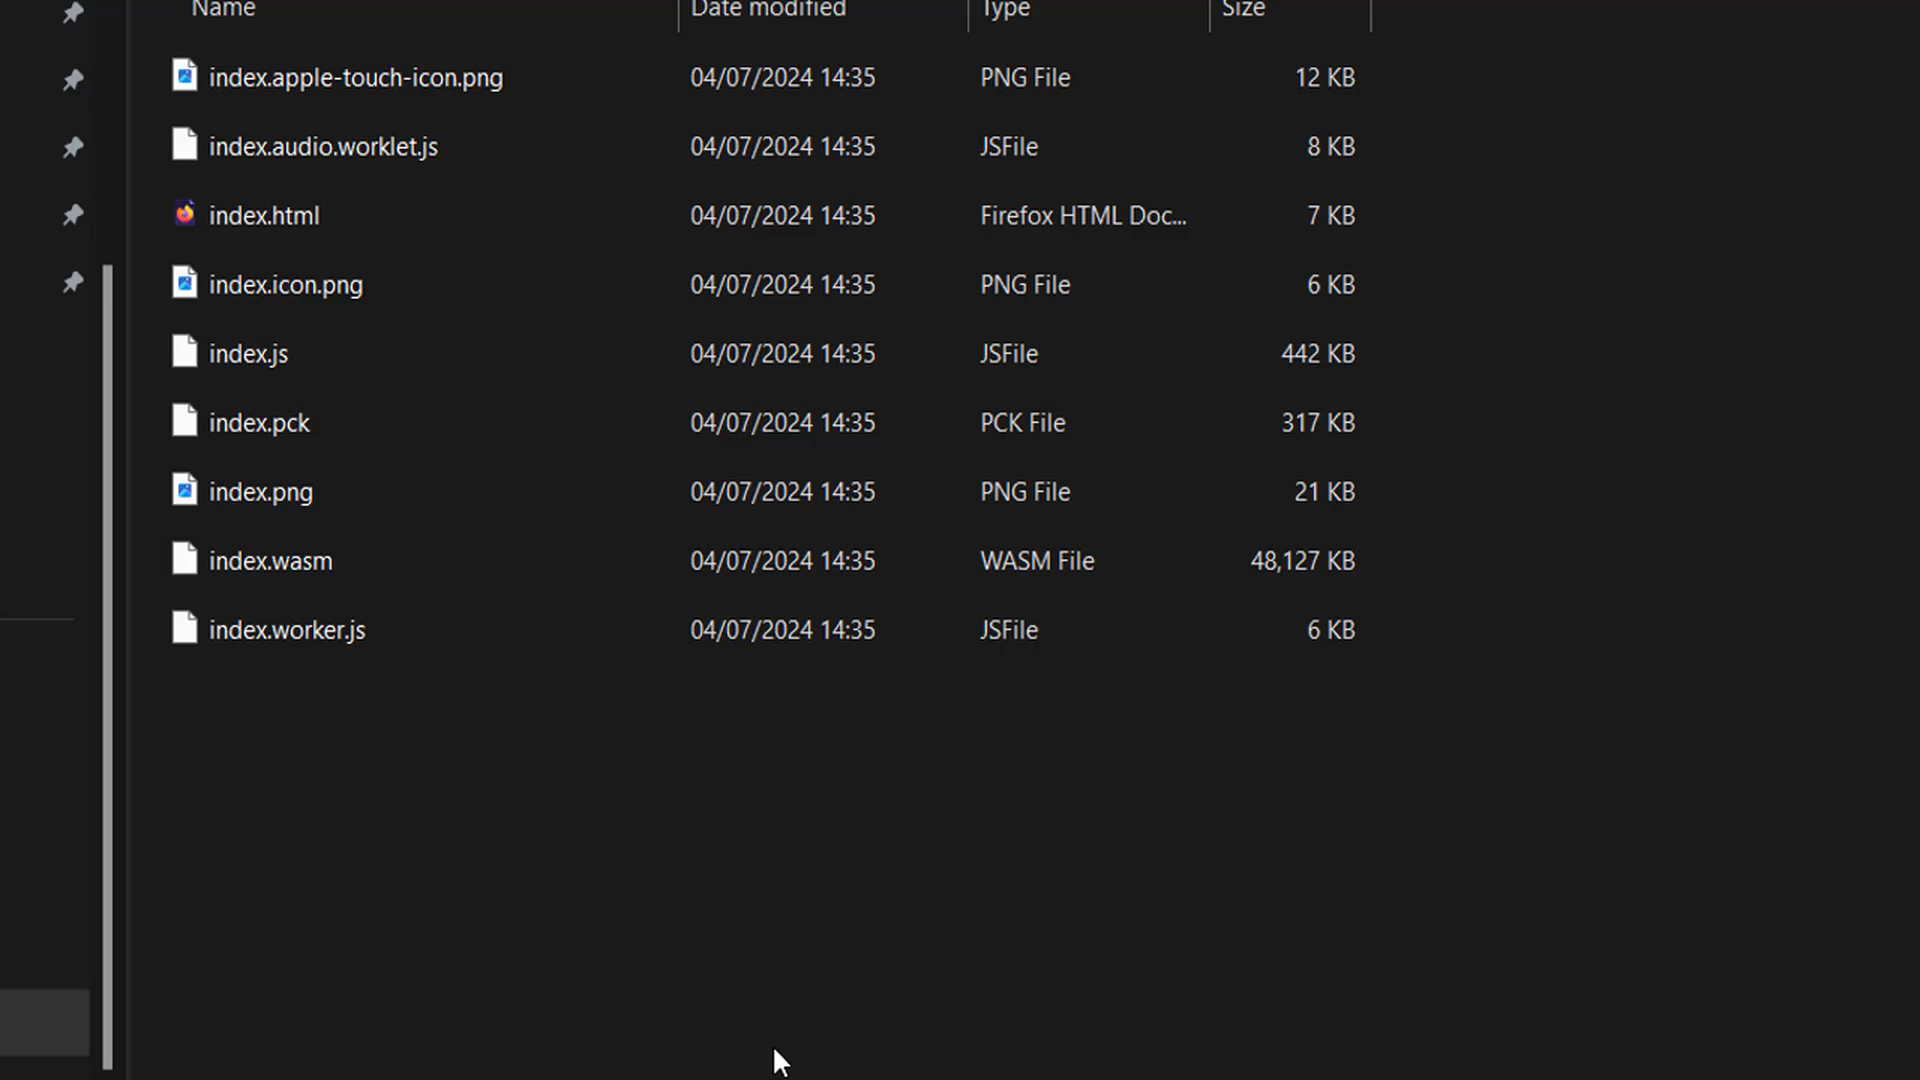 Name Date modified Type Size
index.apple-touch-icon.png 04/07/2024 14:35 PNG File 12 KB
index.audio.worklet.js 04/07/2024 14:35 JSFile 8 KB
index.html 04/07/2024 14:35 Firefox HTML Doc... 7 KB
index.icon.png 04/07/2024 14:35 PNG File 6 KB
index.js 04/07/2024 14:35 JSFile 442 KB
index.pck 04/07/2024 14:35 PCK File 317 KB
index.png 04/07/2024 14:35 PNG File 21 KB
index.wasm 04/07/2024 14:35 WASM File 48,127 KB
index.worker.js 04/07/2024 14:35 JSFile 6 KB